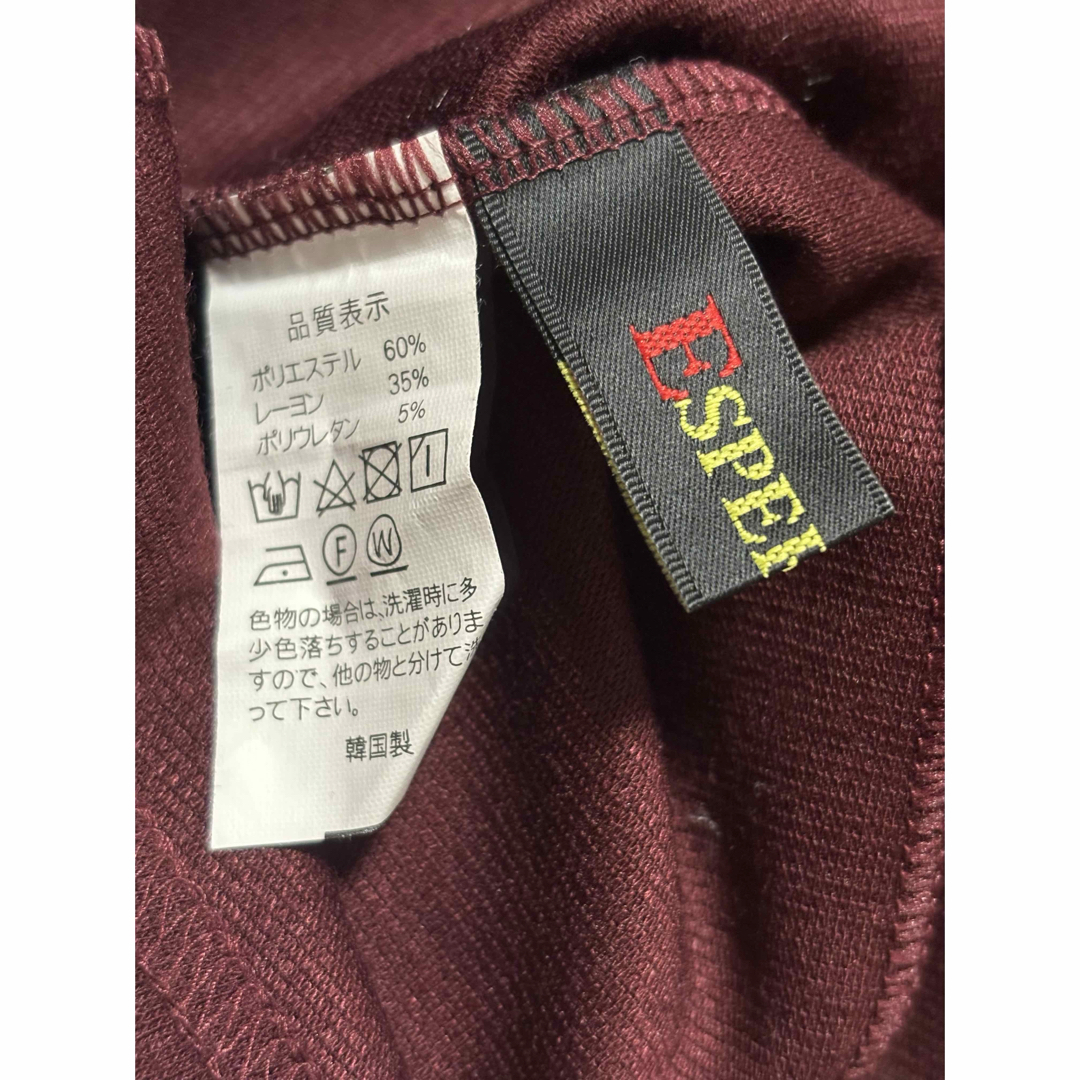 品質表示
ポリエステル 60%
レーヨン 35%
ポリウレタン 5%
F W
色物の場合は、洗濯時に多
少色落ちすることがありま
すので、他の物と分けて
って下さい。
韓国製
ESPE